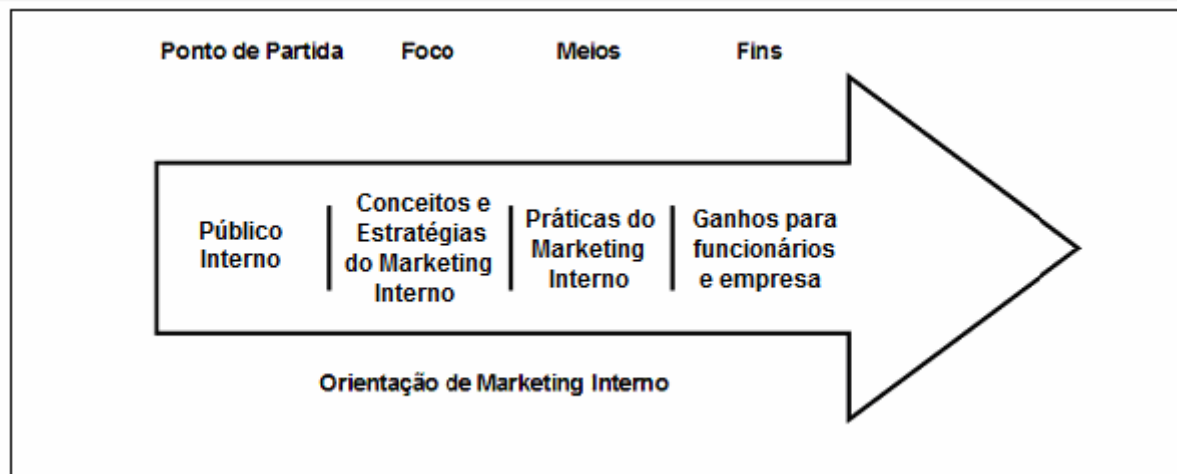 Ponto de Partida Foco Meios Fins
Público
Interno
Conceitos e
Estratégias
do Marketing
Interno
Práticas do
Marketing
Interno
Ganhos para
funcionários
e empresa
Orientação de Marketing Interno